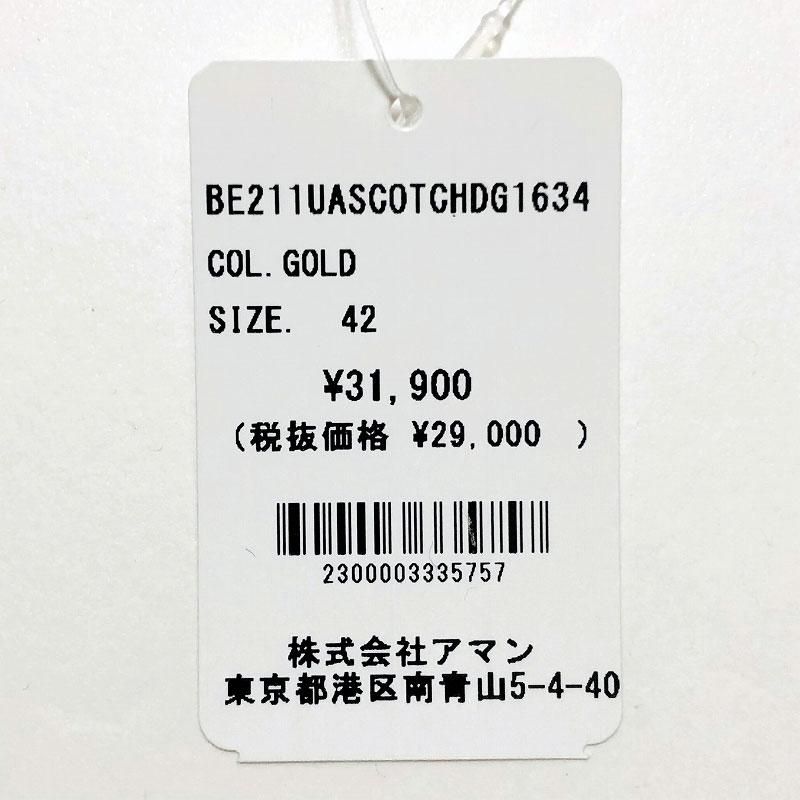 BE211UASCOTCHDG1634
COL.GOLD
SIZE. 42
¥31,900
(税抜価格 ¥29,000 )
2300003335757
株式会社アマン
東京都港区南青山5-4-40